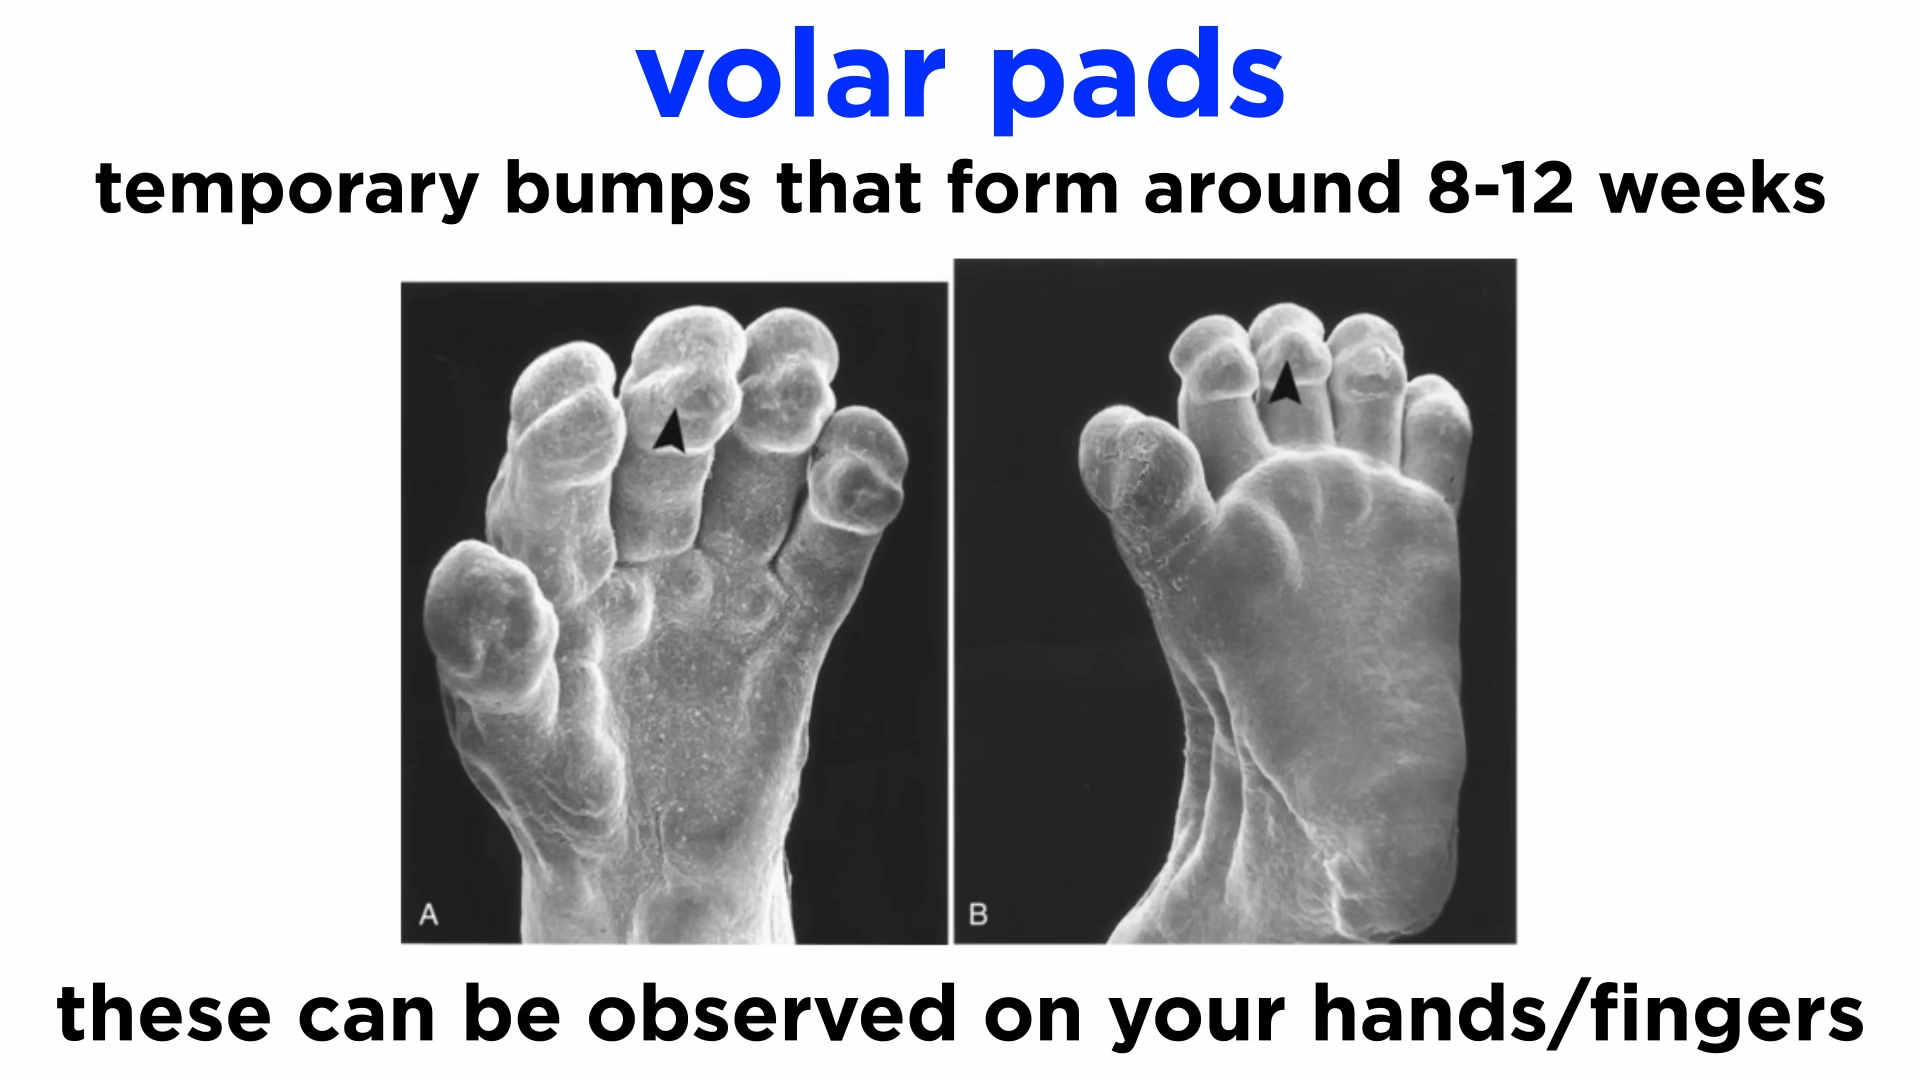 volar pads
temporary bumps that form around 8-12 weeks
A
B
these can be observed on your hands/fingers